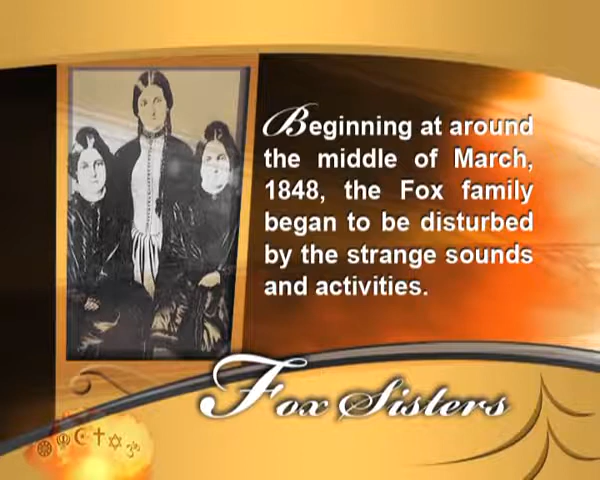 Beginning at around
the middle of March,
1848, the Fox family
began to be disturbed
by the strange sounds
and activities.
Fox Sisters